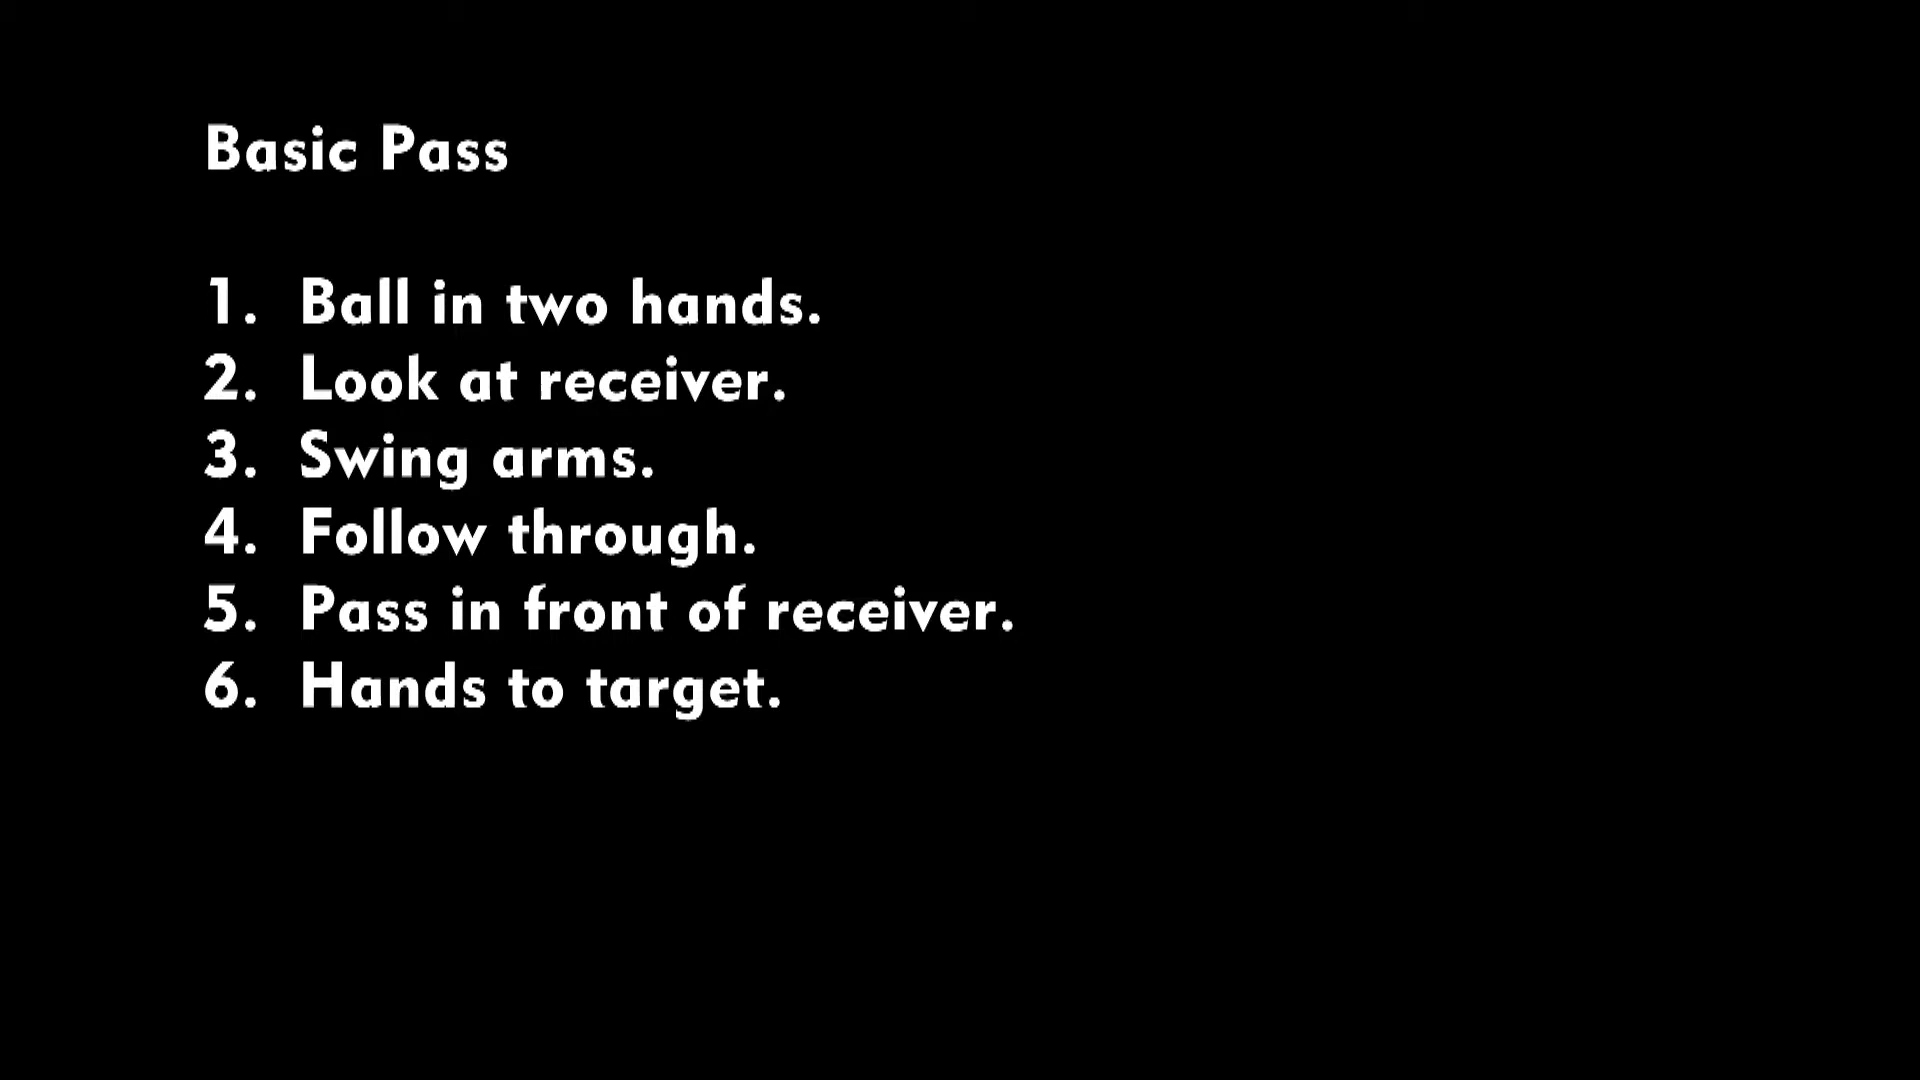 Basic Pass
1. Ball in two hands.
2. Look at receiver.
3. Swing arms.
4. Follow through.
5. Pass in front of receiver.
6. Hands to target.